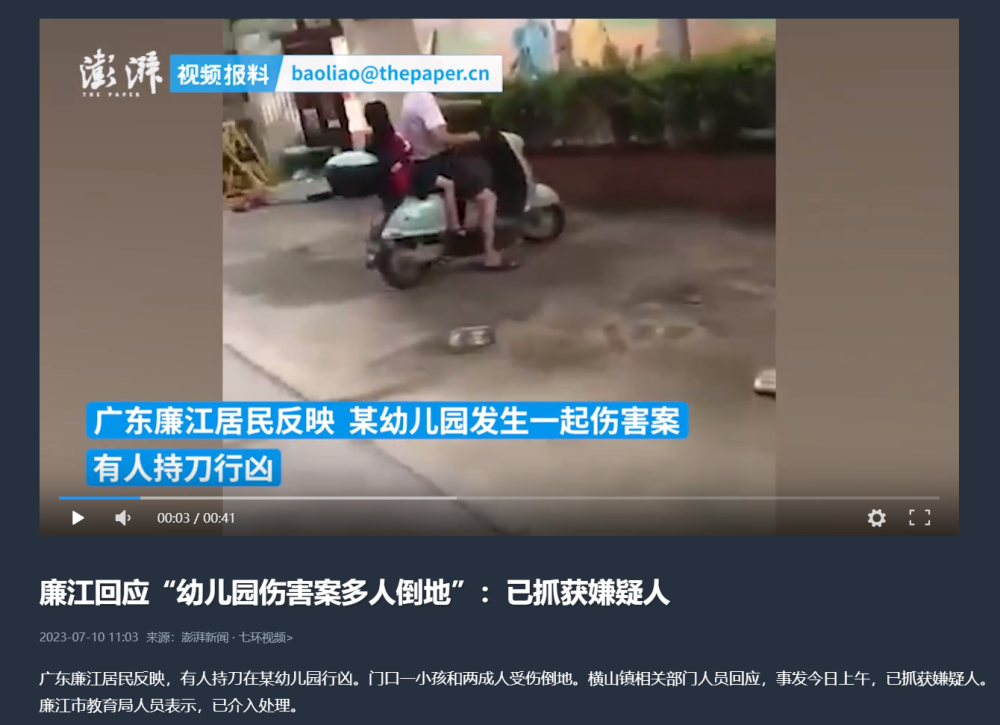 澎湃
THE PAPER
视频报料 baoliao@thepaper.cn
广东廉江居民反映 某幼儿园发生一起伤害案
有人持刀行凶
00:03 / 00:41
廉江回应“幼儿园伤害案多人倒地”：已抓获嫌疑人
2023-07-10 11:03 来源：澎湃新闻 · 七环视频>
广东廉江居民反映，有人持刀在某幼儿园行凶。门口一小孩和两成人受伤倒地。横山镇相关部门人员回应，事发今日上午，已抓获嫌疑人。
廉江市教育局人员表示，已介入处理。